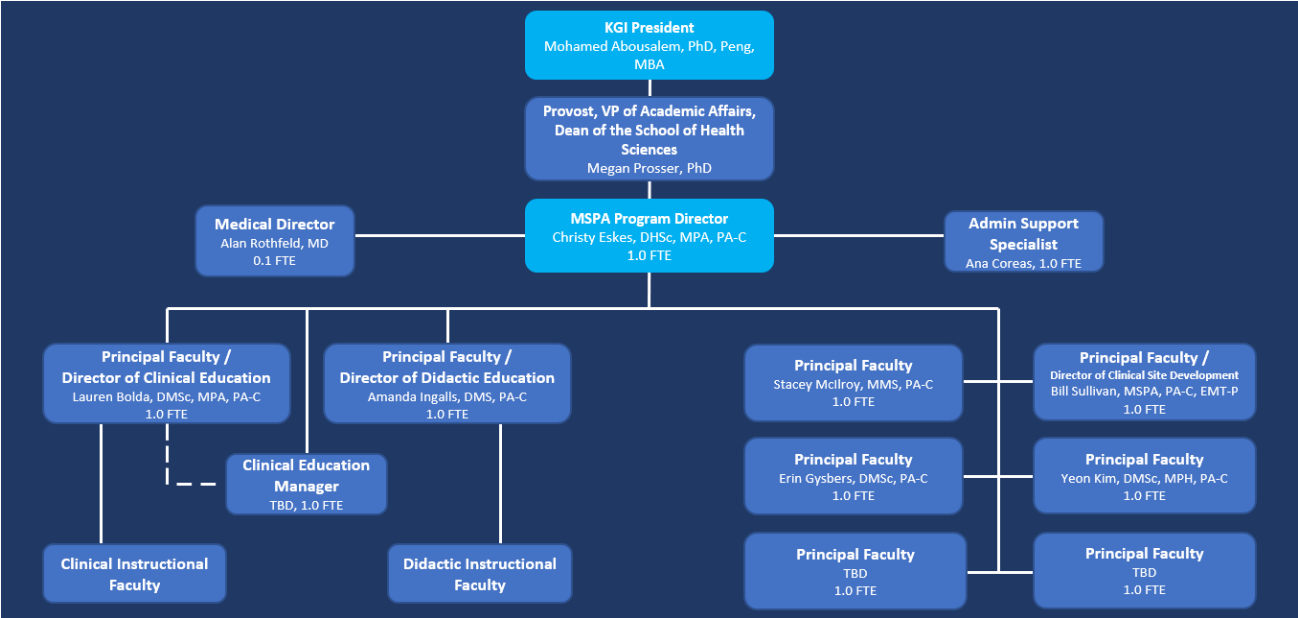 KGI President
Mohamed Abousalem, PhD, Peng,
MBA
Provost, VP of Academic Affairs,
Dean of the School of Health
Sciences
Megan Prosser, PhD
Medical Director
Alan Rothfeld, MD
0.1 FTE
MSPA Program Director
Christy Eskes, DHSc, MPA, PA-C
1.0 FTE
Admin Support
Specialist
Ana Coreas, 1.0 FTE
Principal Faculty /
Director of Clinical Education
Lauren Bolda, DMSc, MPA, PA-C
1.0 FTE
Principal Faculty /
Director of Didactic Education
Amanda Ingalls, DMS, PA-C
1.0 FTE
Principal Faculty
Stacey McIlroy, MMS, PA-C
1.0 FTE
Principal Faculty /
Director of Clinical Site Development
Bill Sullivan, MSPA, PA-C, EMT-P
1.0 FTE
Clinical Education
Manager
TBD, 1.0 FTE
Principal Faculty
Erin Gysbers, DMSc, PA-C
1.0 FTE
Principal Faculty
Yeon Kim, DMSc, MPH, PA-C
1.0 FTE
Clinical Instructional
Faculty
Didactic Instructional
Faculty
Principal Faculty
TBD
1.0 FTE
Principal Faculty
TBD
1.0 FTE